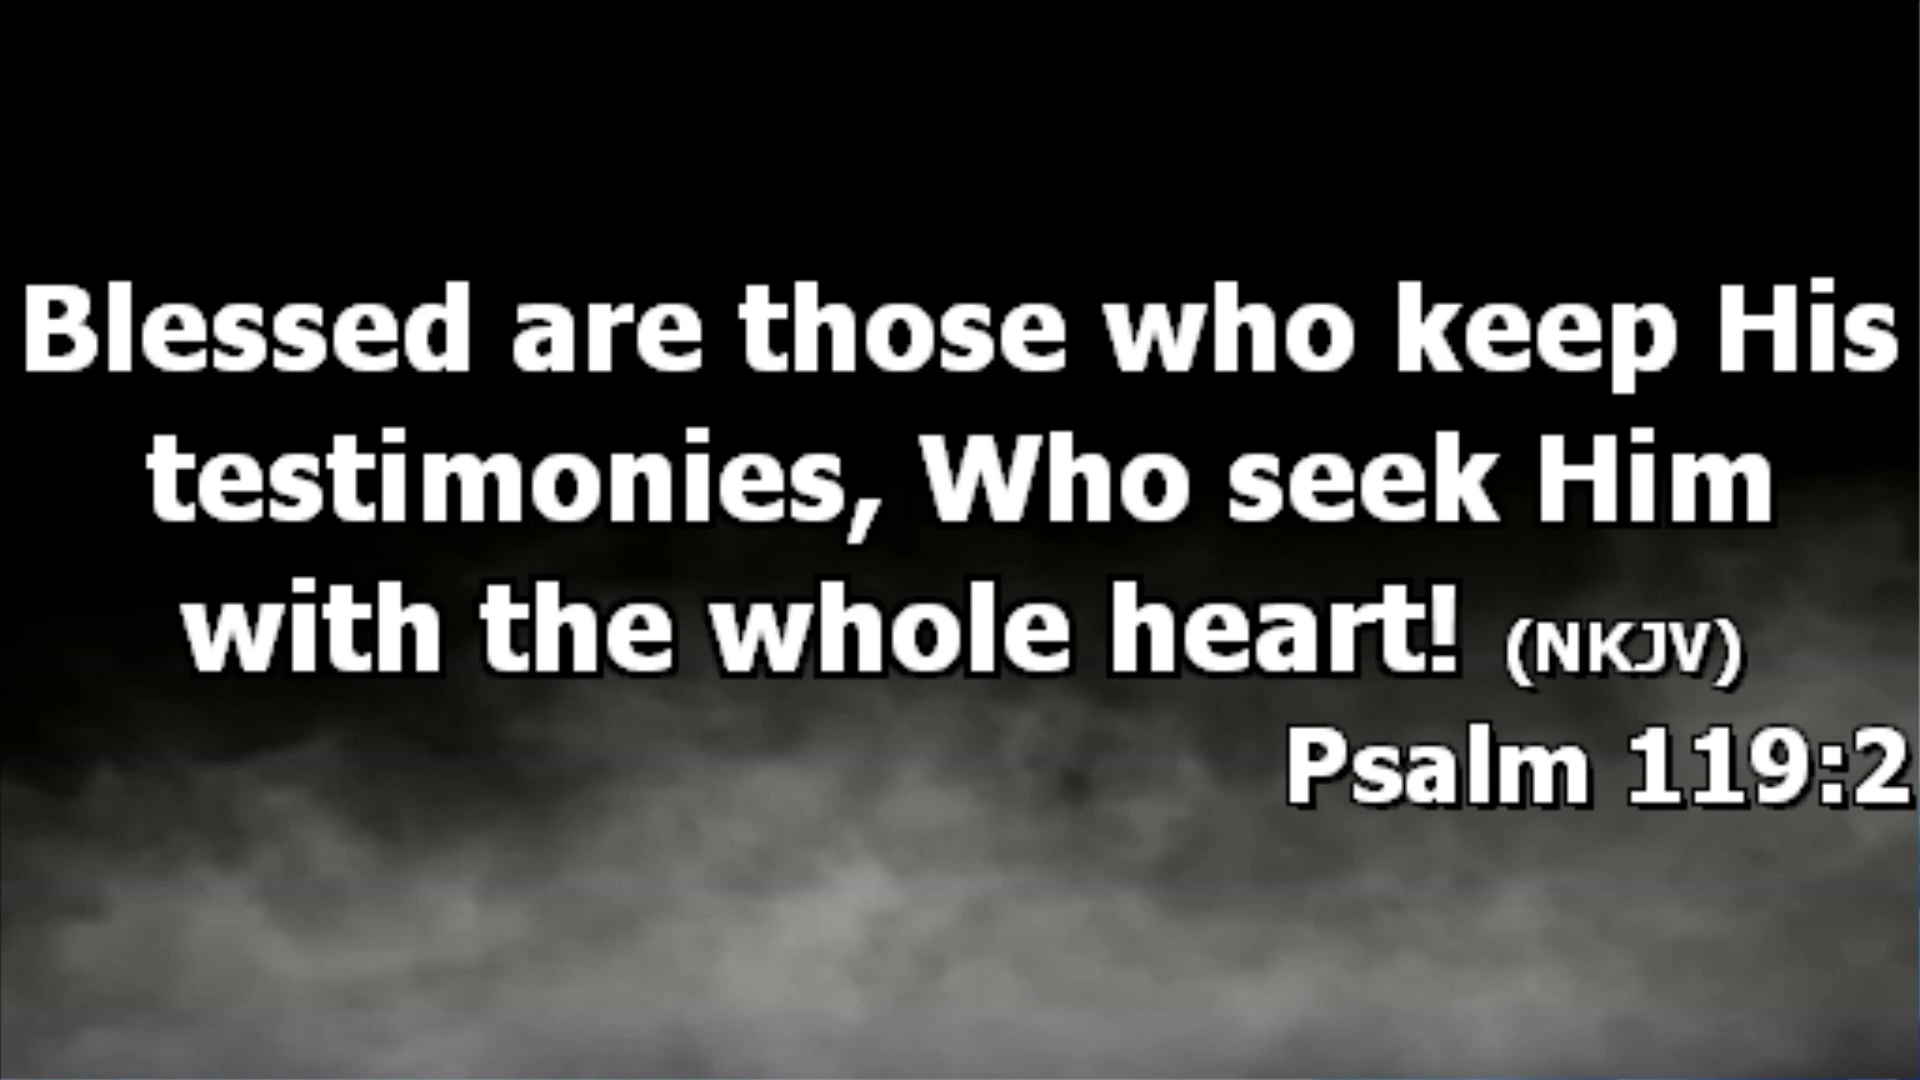 Blessed are those who keep His
testimonies, Who seek Him
with the whole heart! (NKJV)
Psalm 119:2